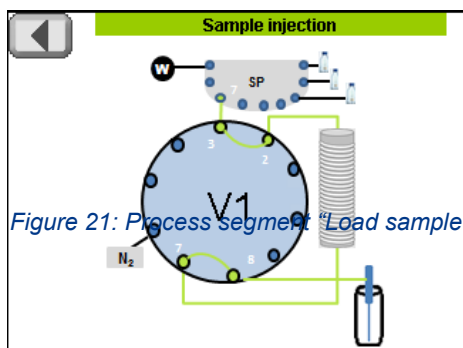 Sample injection
W
SP
7
3
2
V1
Figure 21: Process segment “Load sample
N2
7
8